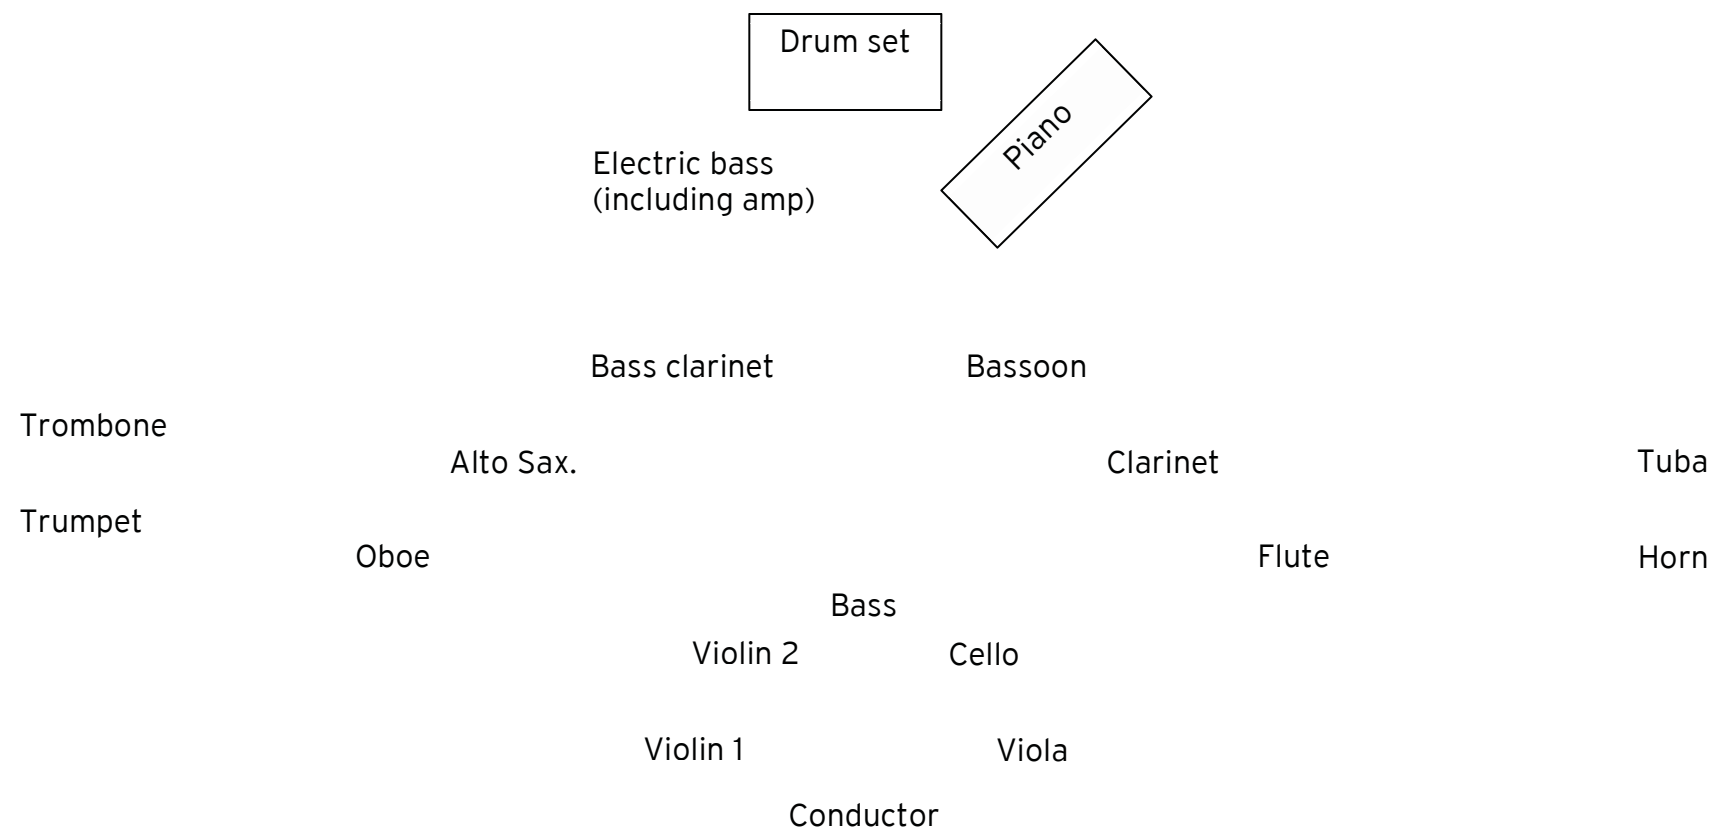 Drum set
Piano
Electric bass
(including amp)
Bass clarinet
Bassoon
Trombone
Alto Sax.
Clarinet
Tuba
Trumpet
Oboe
Flute
Horn
Bass
Violin 2
Cello
Violin 1
Viola
Conductor